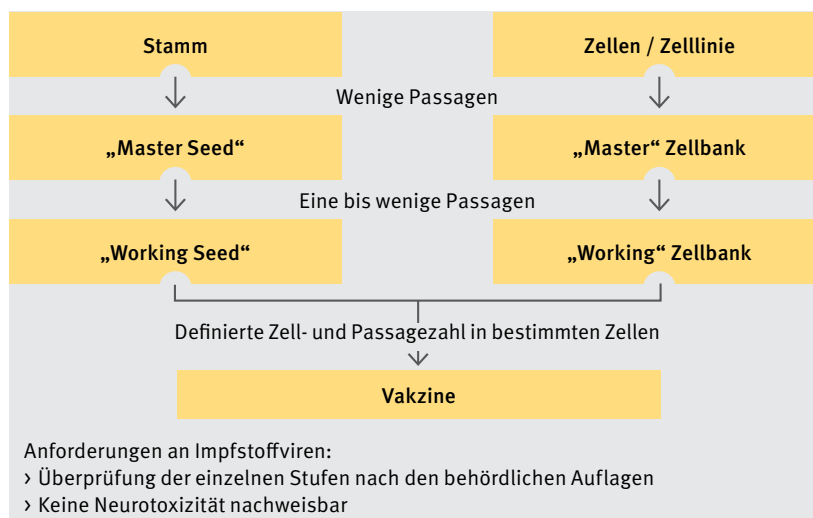 Stamm
Zellen / Zelllinie
Wenige Passagen
„Master Seed“
„Master“ Zellbank
Eine bis wenige Passagen
„Working Seed“
„Working“ Zellbank
Definierte Zell- und Passagezahl in bestimmten Zellen
Vakzine
Anforderungen an Impfstoffviren:
› Überprüfung der einzelnen Stufen nach den behördlichen Auflagen
› Keine Neurotoxizität nachweisbar